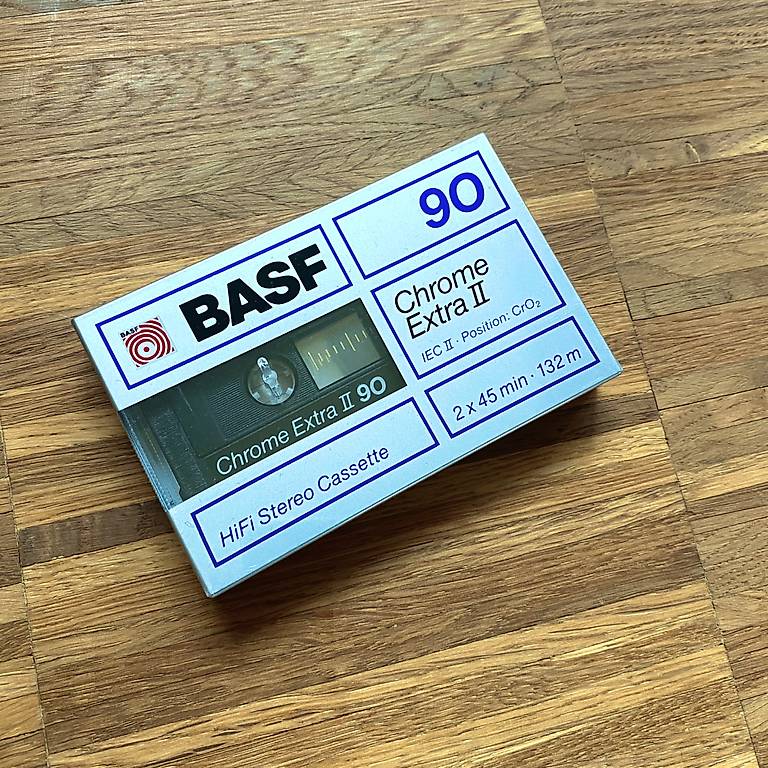 BASF
BASF
90
Chrome
Extra II
IEC II · Position: CrO₂
2 x 45 min · 132 m
Chrome Extra II 90
HiFi Stereo Cassette